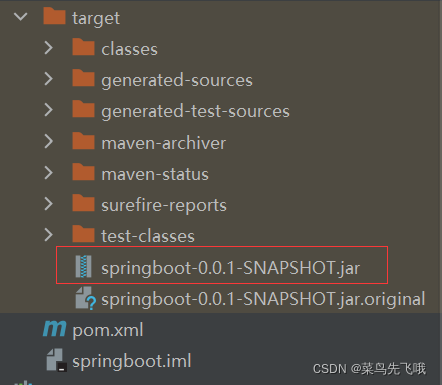 target
classes
generated-sources
generated-test-sources
maven-archiver
maven-status
surefire-reports
test-classes
springboot-0.0.1-SNAPSHOT.jar
springboot-0.0.1-SNAPSHOT.jar.original
pom.xml
springboot.iml
CSDN @菜鸟先飞哦